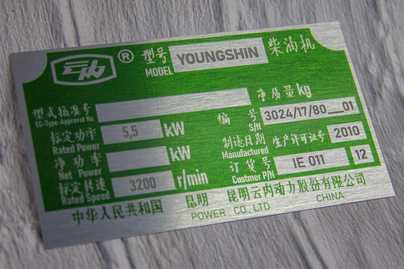 云内 ® 型号 MODEL YOUNGSHIN 柴油机
净质量 kg
型式核准号
EC-Type-Approval No
编号 S/N 3024/17/80__01
标定功率 Rated Power 5,5 kW
制造日期 Manufactured 生产许可证号 2010
净功率 Net Power kW
订货号 Customer P/N IE 011 12
标定转速 Rated Speed 3200 r/min
中华人民共和国 昆明 昆明云内动力股份有限公司
POWER CO., LTD CHINA